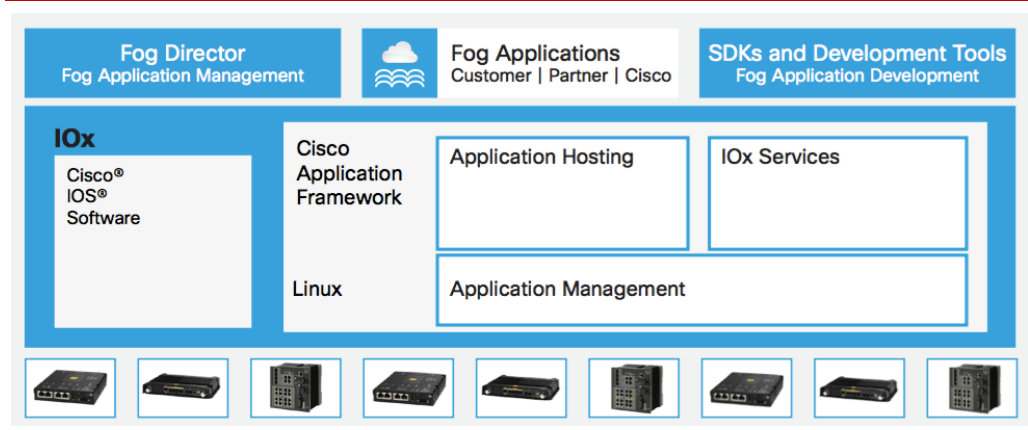 Fog Director
Fog Application Management
Fog Applications
Customer | Partner | Cisco
SDKs and Development Tools
Fog Application Development
IOx
Cisco®
IOS®
Software
Cisco
Application
Framework
Application Hosting
IOx Services
Linux
Application Management